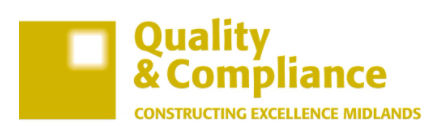 Quality
& Compliance
CONSTRUCTING EXCELLENCE MIDLANDS